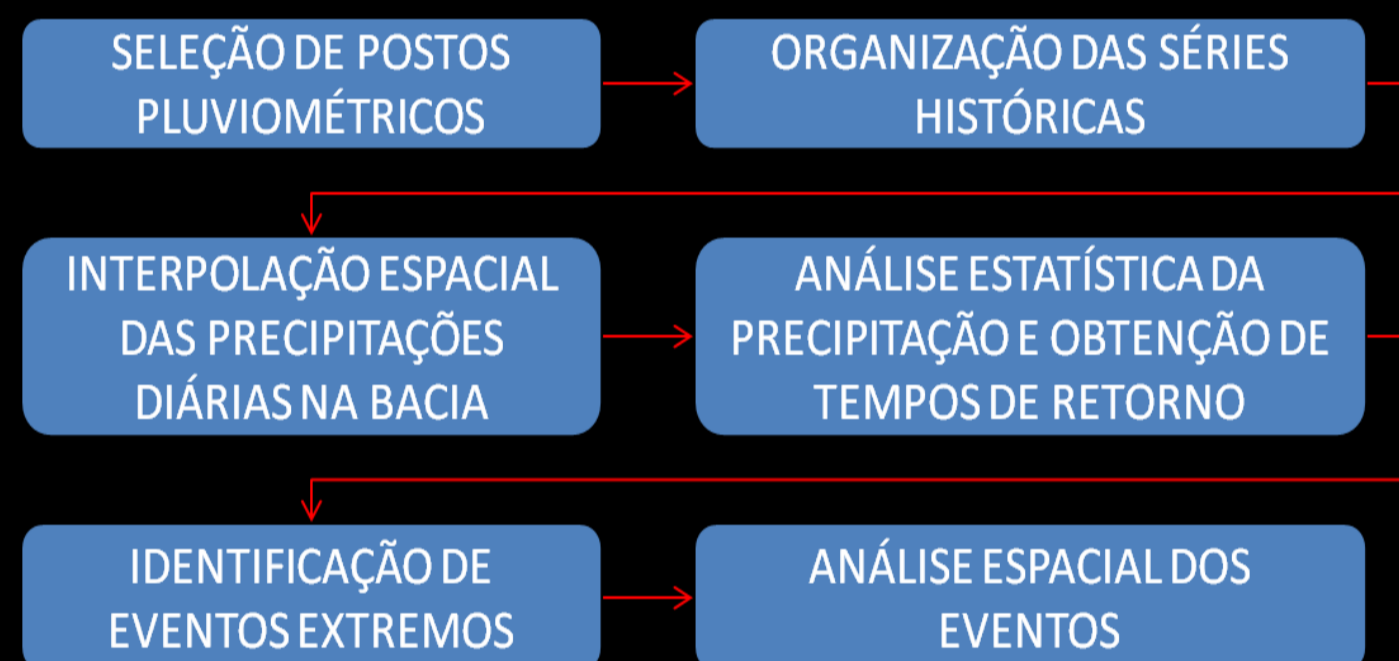 SELEÇÃO DE POSTOS
PLUVIOMÉTRICOS
ORGANIZAÇÃO DAS SÉRIES
HISTÓRICAS
INTERPOLAÇÃO ESPACIAL
DAS PRECIPITAÇÕES
DIÁRIAS NA BACIA
ANÁLISE ESTATÍSTICA DA
PRECIPITAÇÃO E OBTENÇÃO DE
TEMPOS DE RETORNO
IDENTIFICAÇÃO DE
EVENTOS EXTREMOS
ANÁLISE ESPACIAL DOS
EVENTOS